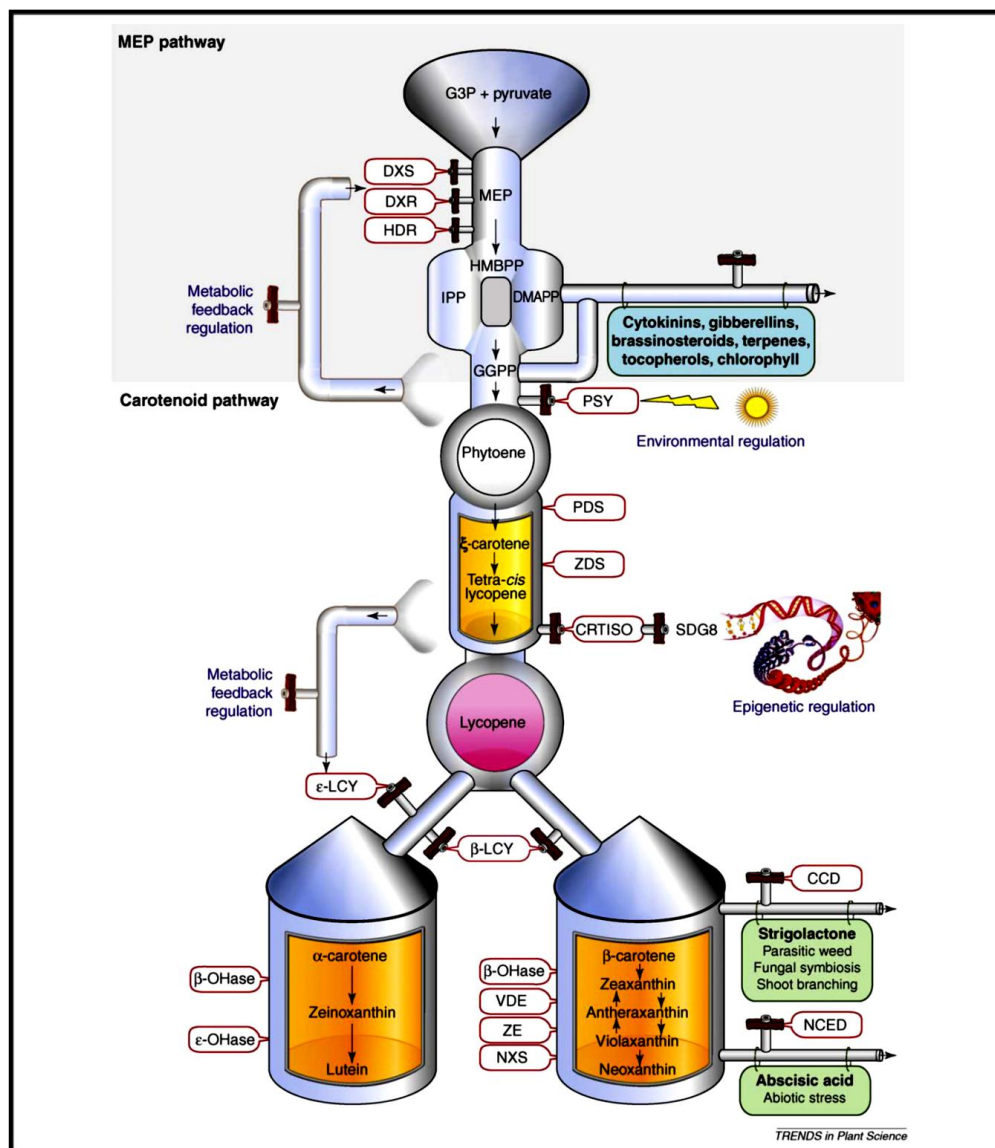 MEP pathway
G3P + pyruvate
DXS
MEP
DXR
HDR
HMBPP
IPP
DMAPP
Metabolic
feedback
regulation
Cytokinins, gibberellins,
brassinosteroids, terpenes,
tocopherols, chlorophyll
GGPP
Carotenoid pathway
PSY
Environmental regulation
Phytoene
PDS
ξ-carotene
ZDS
Tetra-cis
lycopene
CRTISO
SDG8
Metabolic
feedback
regulation
Epigenetic regulation
Lycopene
ε-LCY
β-LCY
CCD
Strigolactone
Parasitic weed
Fungal symbiosis
Shoot branching
α-carotene
β-OHase
Zeinoxanthin
ε-OHase
Lutein
β-carotene
β-OHase
Zeaxanthin
VDE
Antheraxanthin
ZE
Violaxanthin
NXS
Neoxanthin
NCED
Abscisic acid
Abiotic stress
TRENDS in Plant Science